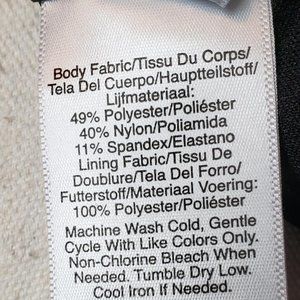 Body Fabric/Tissu Du Corps/
Tela Del Cuerpo/Hauptteilstoff/
Lijfmateriaal:
49% Polyester/Poliéster
40% Nylon/Poliamida
11% Spandex/Elastano
Lining Fabric/Tissu De
Doublure/Tela Del Forro/
Futterstoff/Materiaal Voering:
100% Polyester/Poliéster
Machine Wash Cold, Gentle
Cycle With Like Colors Only.
Non-Chlorine Bleach When
Needed. Tumble Dry Low.
Cool Iron If Needed.